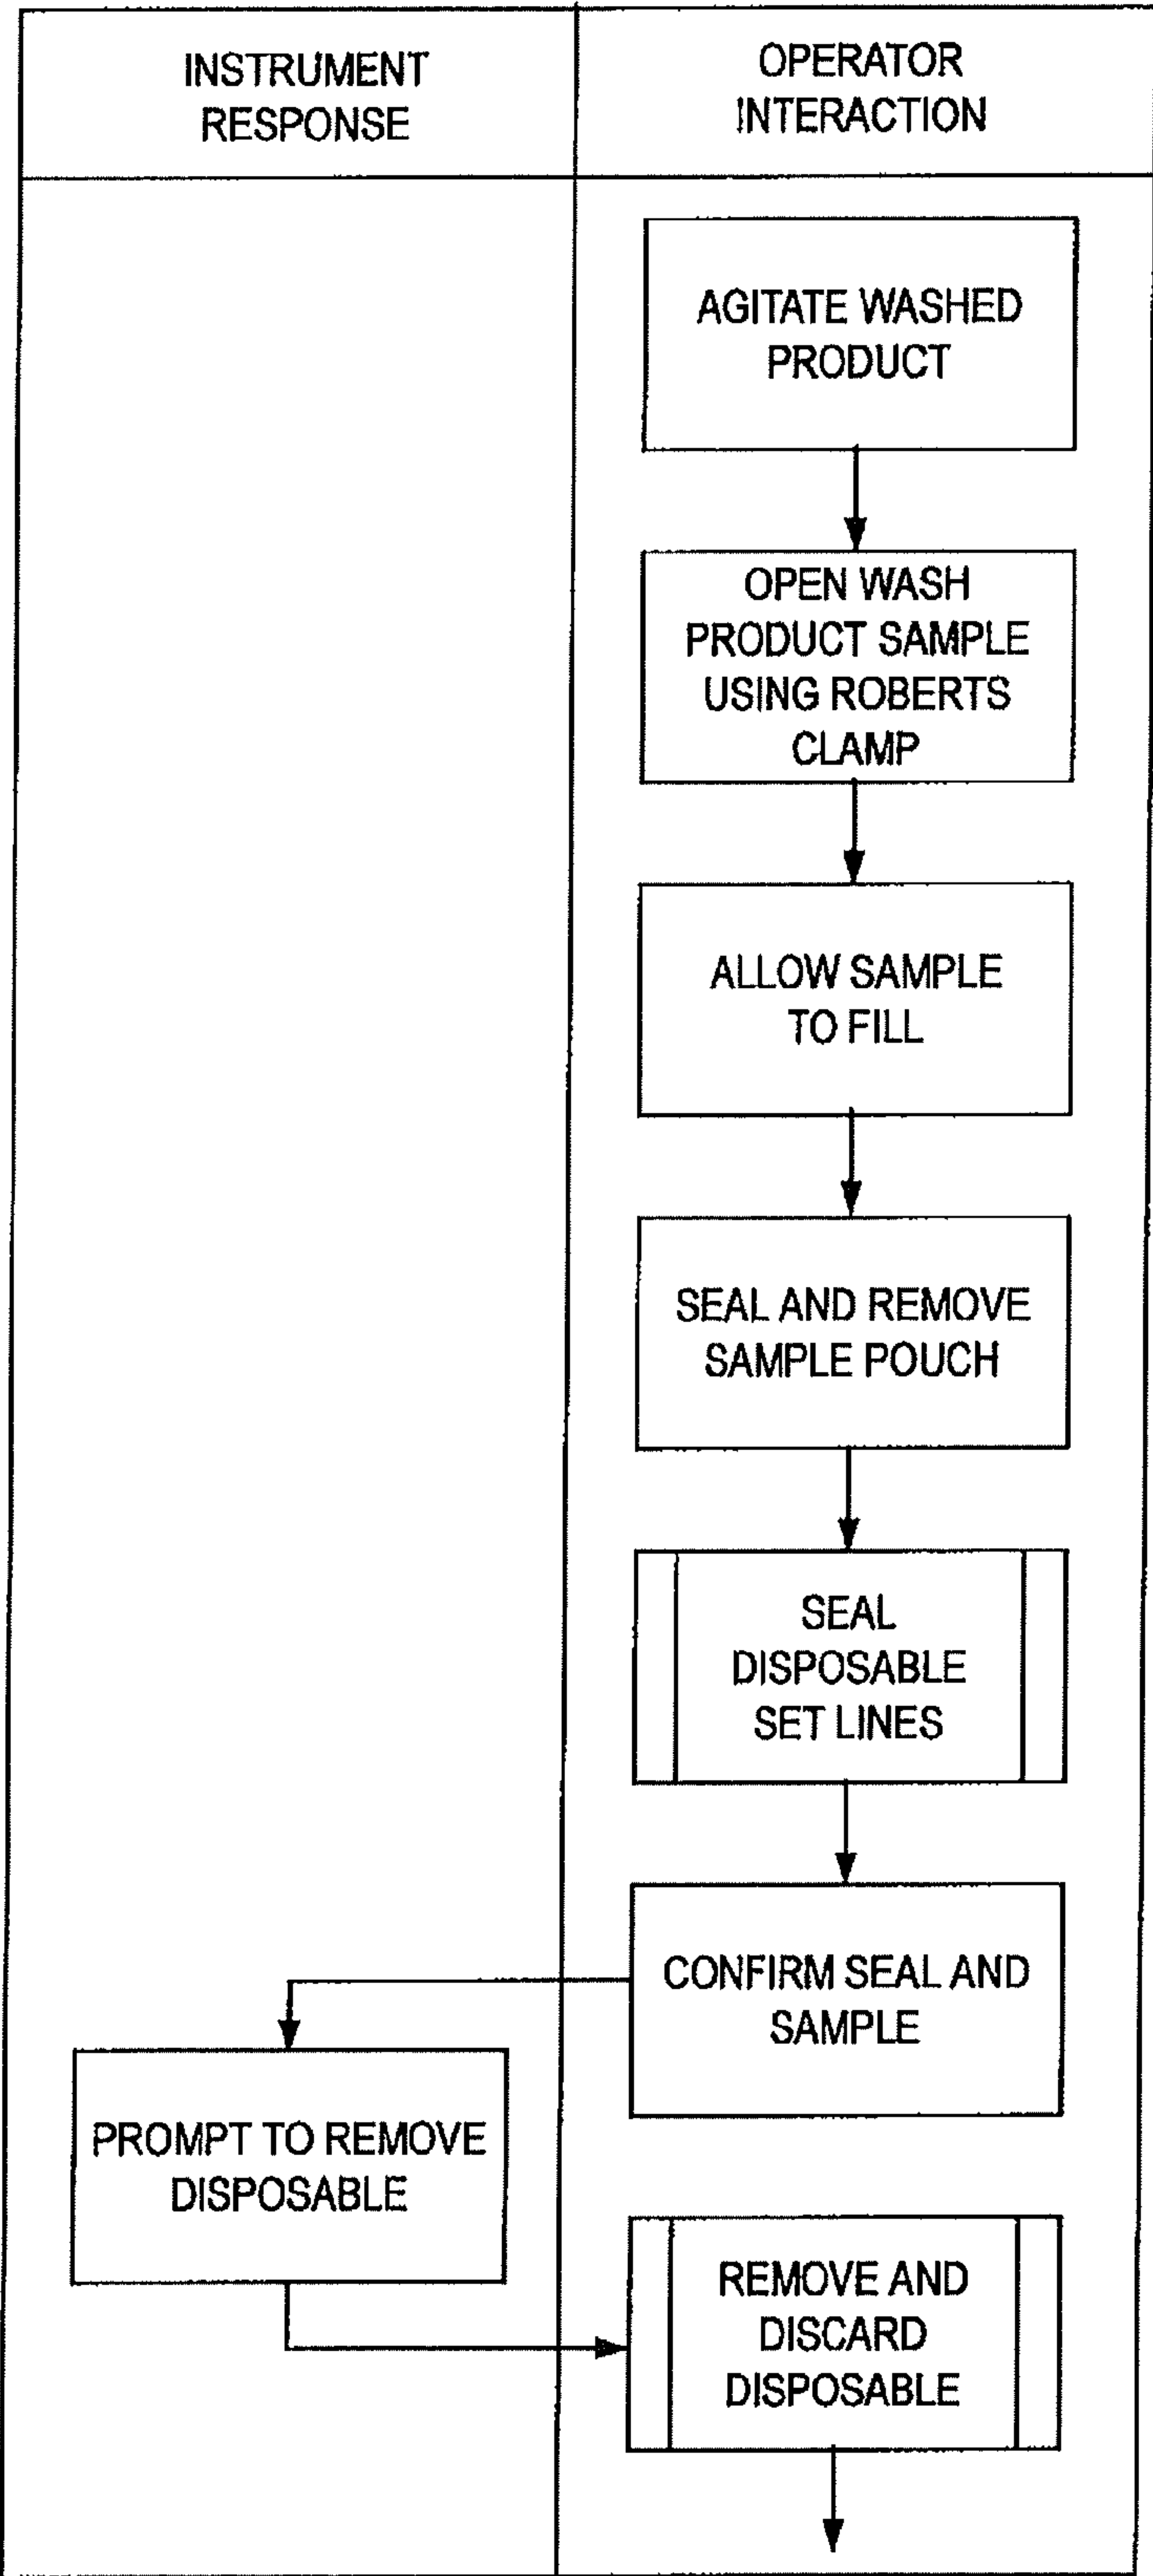 INSTRUMENT
RESPONSE
OPERATOR
INTERACTION
AGITATE WASHED
PRODUCT
OPEN WASH
PRODUCT SAMPLE
USING ROBERTS
CLAMP
ALLOW SAMPLE
TO FILL
SEAL AND REMOVE
SAMPLE POUCH
SEAL
DISPOSABLE
SET LINES
CONFIRM SEAL AND
SAMPLE
PROMPT TO REMOVE
DISPOSABLE
REMOVE AND
DISCARD
DISPOSABLE